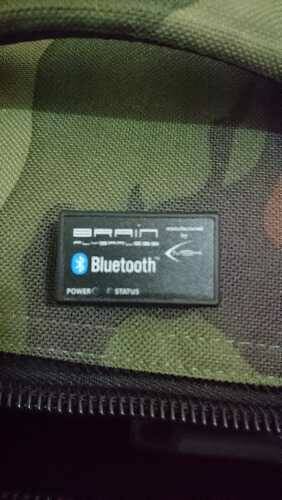 BRAIN
FLYBARLESS
manufactured
by
Bluetooth
POWER STATUS